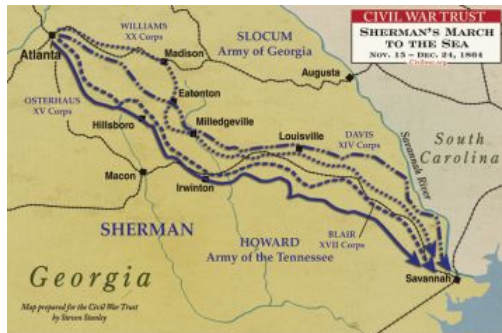 CIVIL WAR TRUST
SHERMAN'S MARCH
TO THE SEA
NOV. 15 – DEC. 24, 1864
WILLIAMS
XX Corps
SLOCUM
Army of Georgia
Atlanta
Madison
Augusta
OSTERHAUS
XV Corps
Eatonton
Hillsboro
Milledgeville
Louisville
DAVIS
XIV Corps
Savannah River
South
Carolina
Macon
Irwinton
SHERMAN
HOWARD
Army of the Tennessee
BLAIR
XVII Corps
Savannah
Georgia
Map prepared for the Civil War Trust
by Steven Stanley